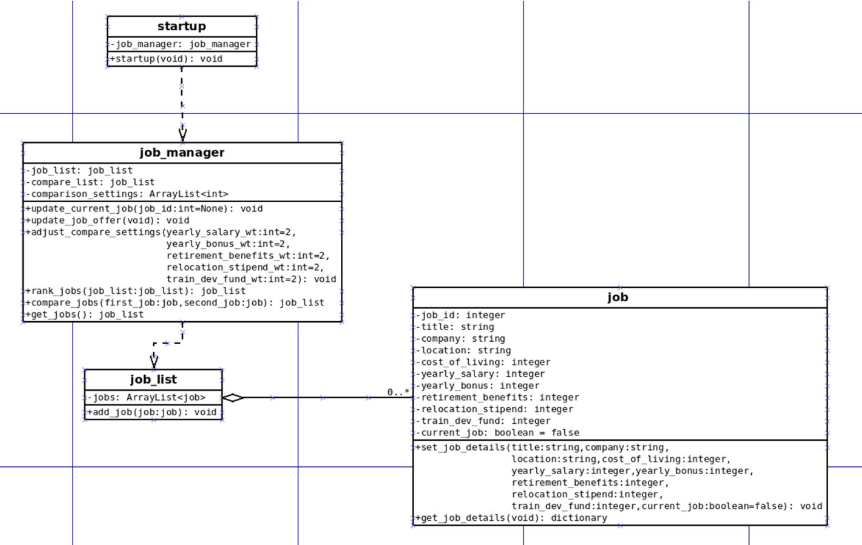 startup
-job_manager: job_manager
+startup(void): void
job_manager
-job_list: job_list
-compare_list: job_list
-comparison_settings: ArrayList<int>
+update_current_job(job_id:int=None): void
+update_job_offer(void): void
+adjust_compare_settings(yearly_salary_wt:int=2,
yearly_bonus_wt:int=2,
retirement_benefits_wt:int=2,
relocation_stipend_wt:int=2,
train_dev_fund_wt:int=2): void
+rank_jobs(job_list:job_list): job_list
+compare_jobs(first_job:job,second_job:job): job_list
+get_jobs(): job_list
job_list
-jobs: ArrayList<job>
+add_job(job:job): void
0..*
job
-job_id: integer
-title: string
-company: string
-location: string
-cost_of_living: integer
-yearly_salary: integer
-yearly_bonus: integer
-retirement_benefits: integer
-relocation_stipend: integer
-train_dev_fund: integer
-current_job: boolean = false
+set_job_details(title:string,company:string,
location:string,cost_of_living:integer,
yearly_salary:integer,yearly_bonus:integer,
retirement_benefits:integer,
relocation_stipend:integer,
train_dev_fund:integer,current_job:boolean=false): void
+get_job_details(void): dictionary